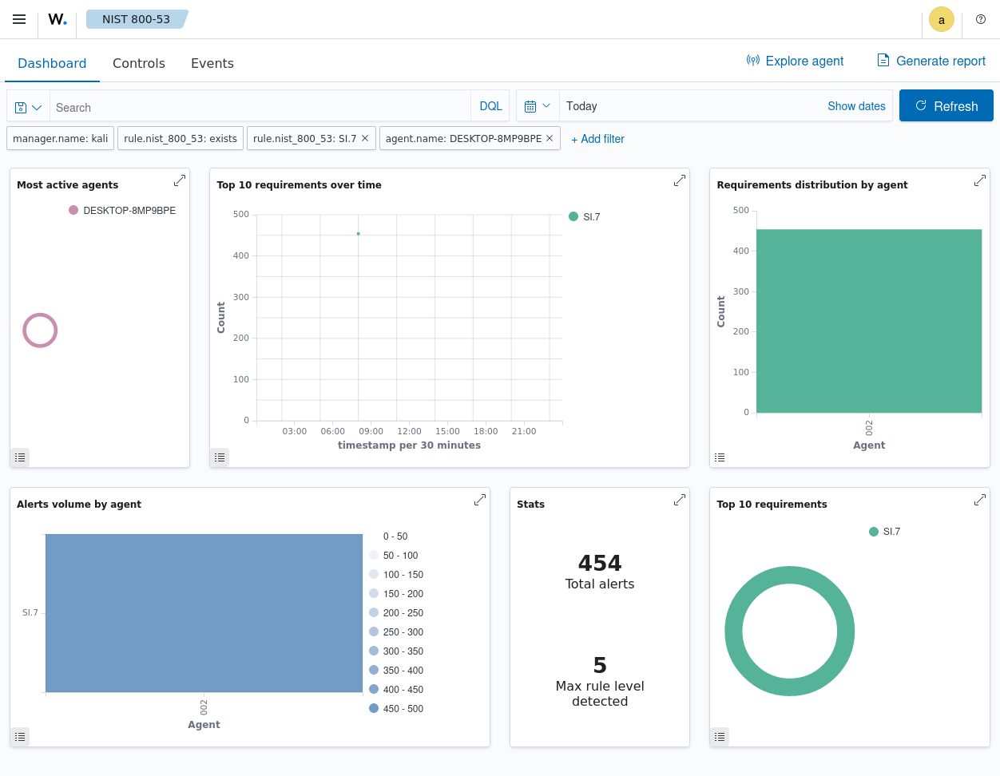 W.
NIST 800-53
a
Dashboard
Controls
Events
Explore agent
Generate report
Search
DQL
Today
Show dates
Refresh
manager.name: kali
rule.nist_800_53: exists
rule.nist_800_53: SI.7 ×
agent.name: DESKTOP-8MP9BPE ×
+ Add filter
Most active agents
DESKTOP-8MP9BPE
Top 10 requirements over time
SI.7
500
400
300
200
100
0
Count
03:00
06:00
09:00
12:00
15:00
18:00
21:00
timestamp per 30 minutes
Requirements distribution by agent
500
400
300
200
100
0
Count
002
Agent
Alerts volume by agent
SI.7
002
Agent
0 - 50
50 - 100
100 - 150
150 - 200
200 - 250
250 - 300
300 - 350
350 - 400
400 - 450
450 - 500
Stats
454
Total alerts
5
Max rule level
detected
Top 10 requirements
SI.7